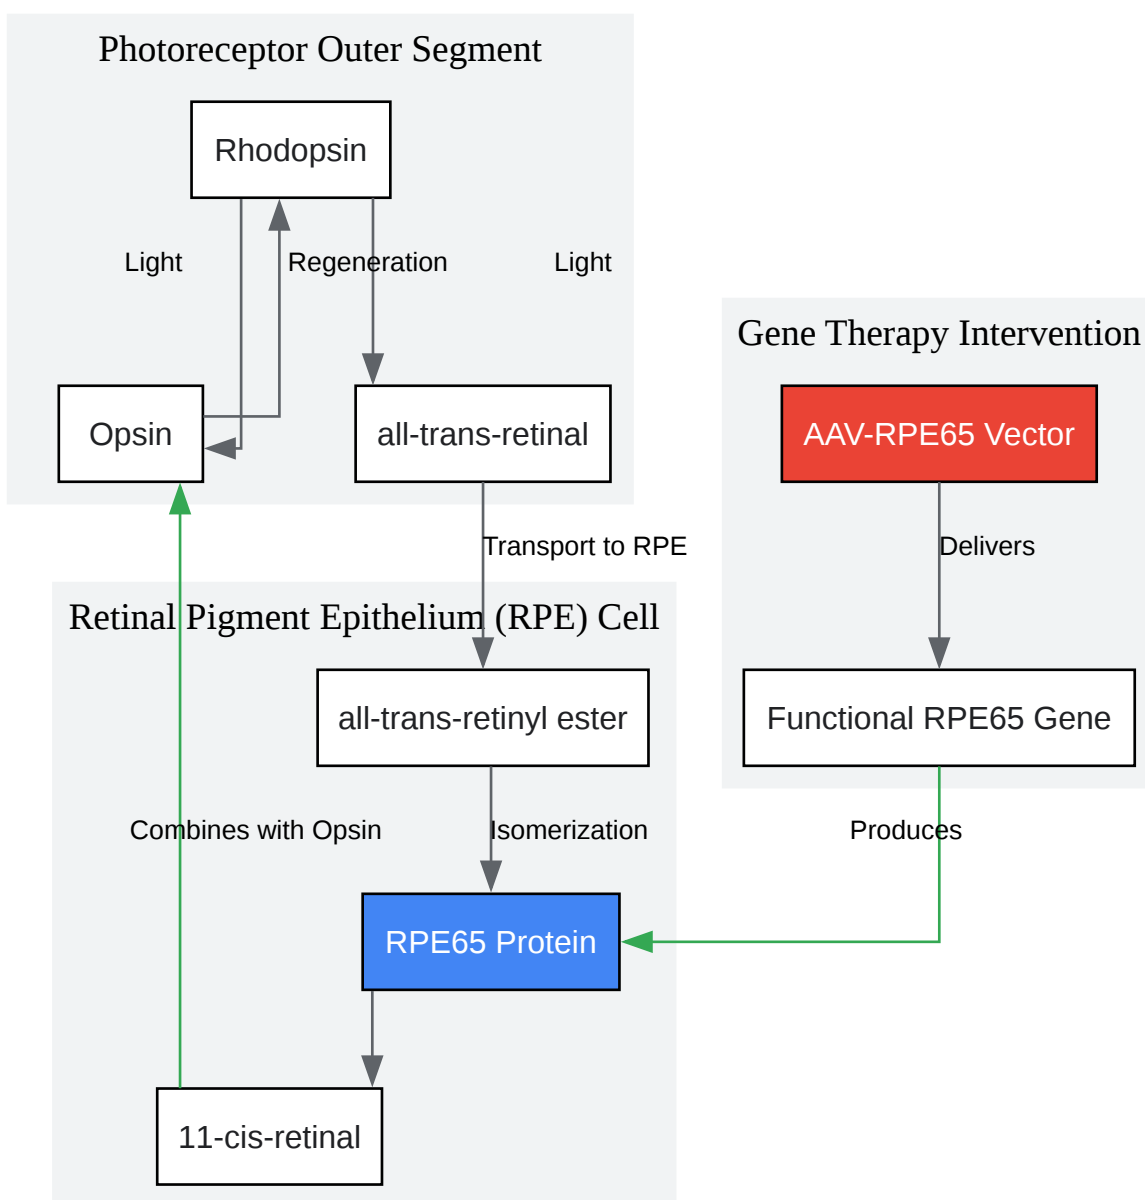 Photoreceptor Outer Segment
Rhodopsin
Light
Regeneration
Light
Opsin
all-trans-retinal
Gene Therapy Intervention
AAV-RPE65 Vector
Transport to RPE
Delivers
Retinal Pigment Epithelium (RPE) Cell
all-trans-retinyl ester
Functional RPE65 Gene
Combines with Opsin
Isomerization
Produces
RPE65 Protein
11-cis-retinal